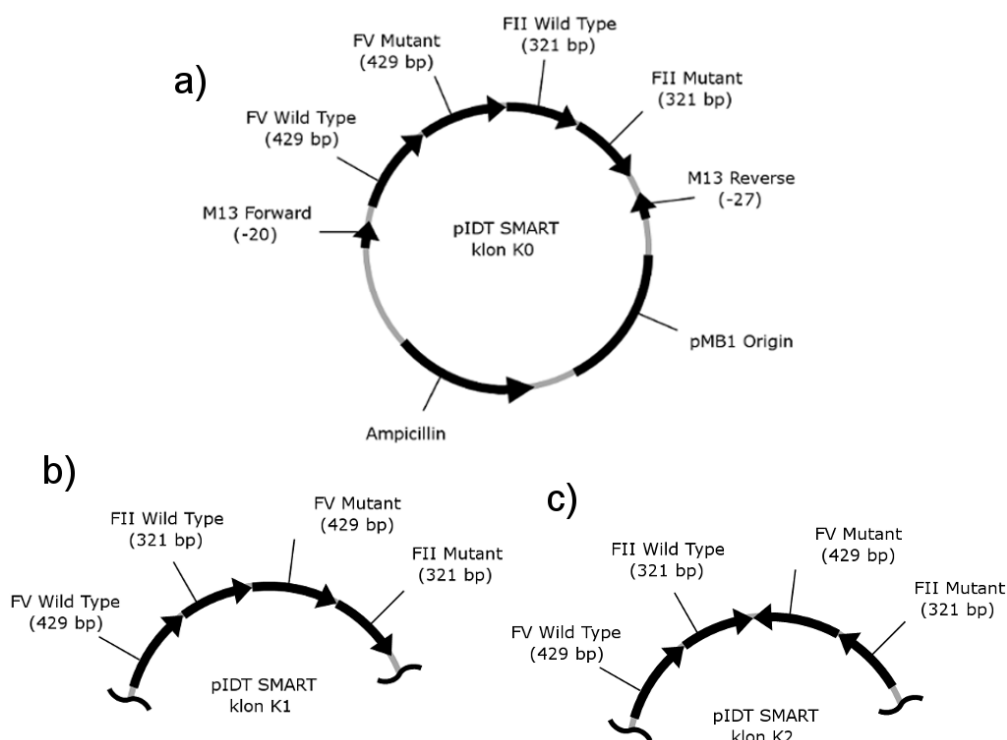 a)
FV Mutant
(429 bp)
FII Wild Type
(321 bp)
FII Mutant
(321 bp)
FV Wild Type
(429 bp)
M13 Reverse
(-27)
M13 Forward
(-20)
pIDT SMART
klon K0
pMB1 Origin
Ampicillin
b)
FII Wild Type
(321 bp)
FV Mutant
(429 bp)
FII Mutant
(321 bp)
FV Wild Type
(429 bp)
pIDT SMART
klon K1
c)
FII Wild Type
(321 bp)
FV Mutant
(429 bp)
FII Mutant
(321 bp)
FV Wild Type
(429 bp)
pIDT SMART
klon K2